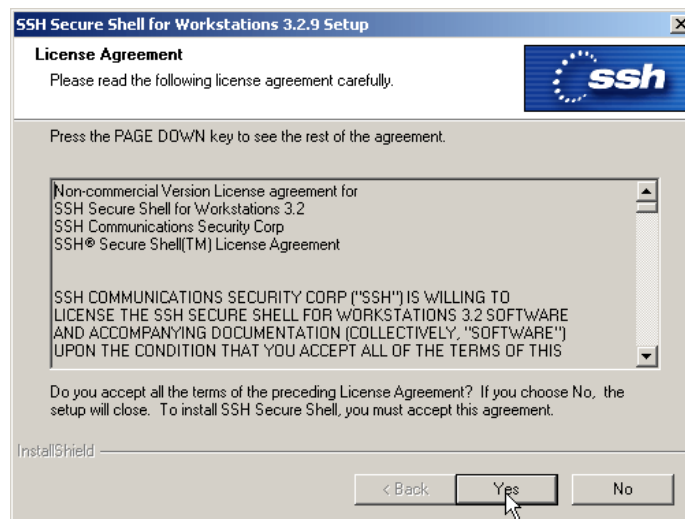 SSH Secure Shell for Workstations 3.2.9 Setup
License Agreement
Please read the following license agreement carefully.
ssh
Press the PAGE DOWN key to see the rest of the agreement.
Non-commercial Version License agreement for
SSH Secure Shell for Workstations 3.2
SSH Communications Security Corp
SSH® Secure Shell(TM) License Agreement
SSH COMMUNICATIONS SECURITY CORP ("SSH") IS WILLING TO
LICENSE THE SSH SECURE SHELL FOR WORKSTATIONS 3.2 SOFTWARE
AND ACCOMPANYING DOCUMENTATION (COLLECTIVELY, "SOFTWARE")
UPON THE CONDITION THAT YOU ACCEPT ALL OF THE TERMS OF THIS
Do you accept all the terms of the preceding License Agreement? If you choose No, the
setup will close. To install SSH Secure Shell, you must accept this agreement.
InstallShield
< Back Yes No